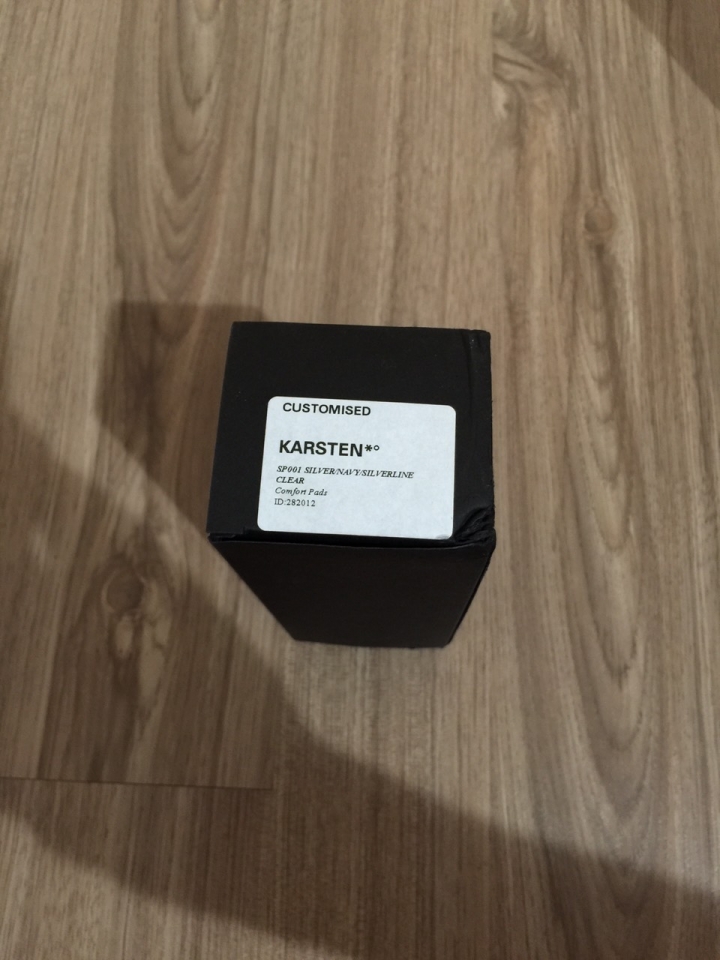 CUSTOMISED
KARSTEN*°
SP001 SILVER/NAVY/SILVERLINE
CLEAR
Comfort Pads
ID:282012